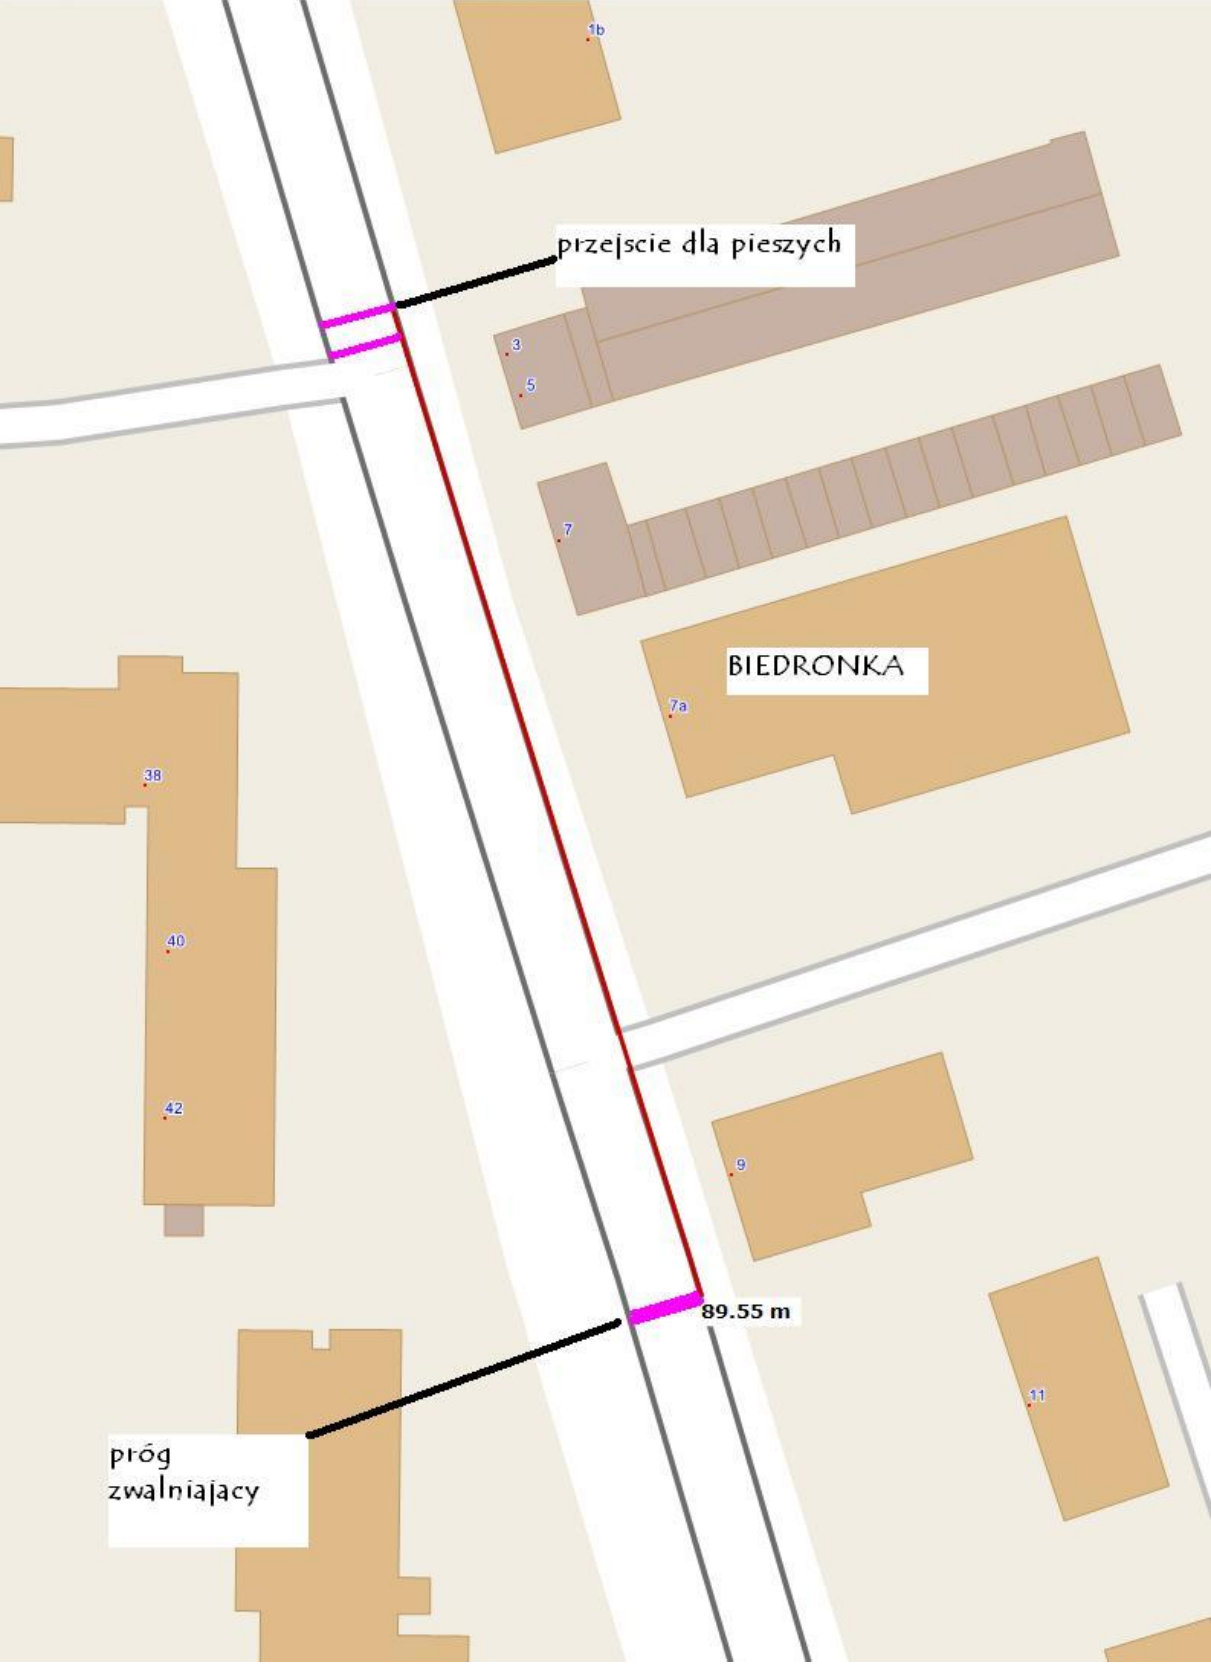 1b
przejscie dla pieszych
3
5
7
BIEDRONKA
7a
38
40
42
9
89.55 m
11
próg
zwalniajacy